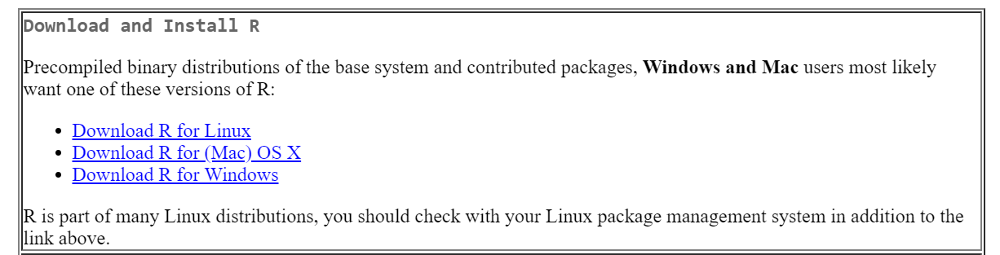 Download and Install R
Precompiled binary distributions of the base system and contributed packages, Windows and Mac users most likely
want one of these versions of R:
• Download R for Linux
• Download R for (Mac) OS X
• Download R for Windows
R is part of many Linux distributions, you should check with your Linux package management system in addition to the
link above.